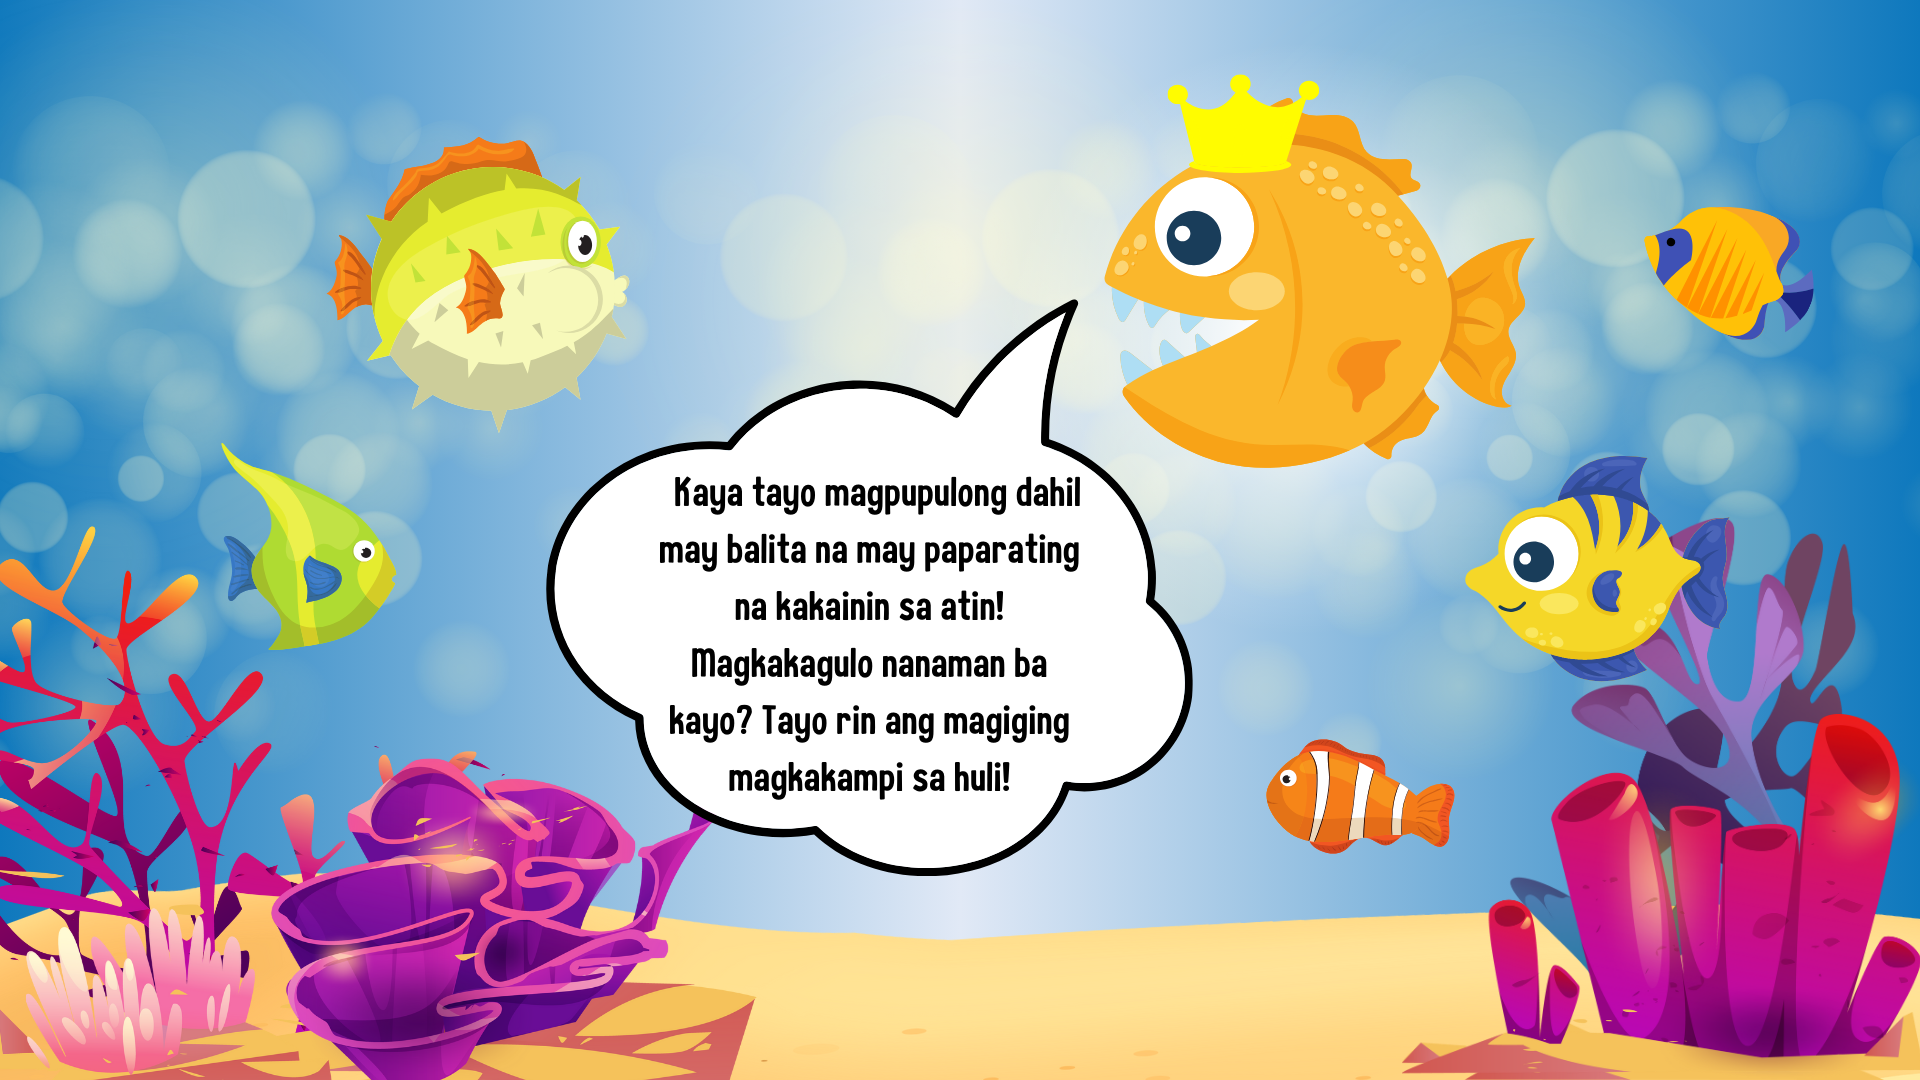 Kaya tayo magpupulong dahil
may balita na may paparating
na kakainin sa atin!
Magkakagulo nanaman ba
kayo? Tayo rin ang magiging
magkakampi sa huli!